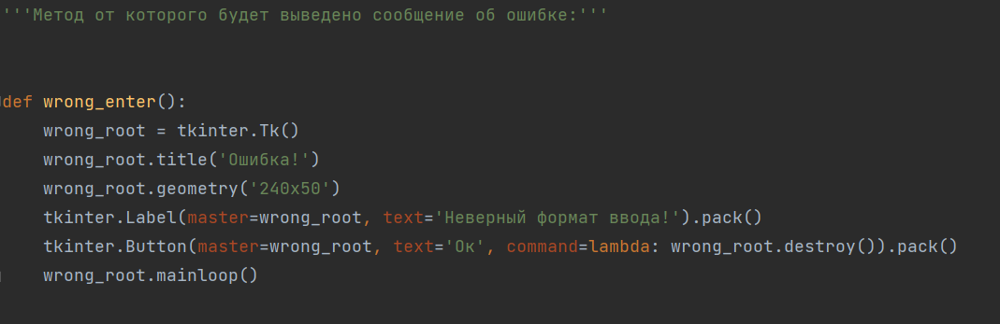 '''Метод от которого будет выведено сообщение об ошибке:'''
def wrong_enter():
    wrong_root = tkinter.Tk()
    wrong_root.title('Ошибка!')
    wrong_root.geometry('240x50')
    tkinter.Label(master=wrong_root, text='Неверный формат ввода!').pack()
    tkinter.Button(master=wrong_root, text='Ок', command=lambda: wrong_root.destroy()).pack()
    wrong_root.mainloop()